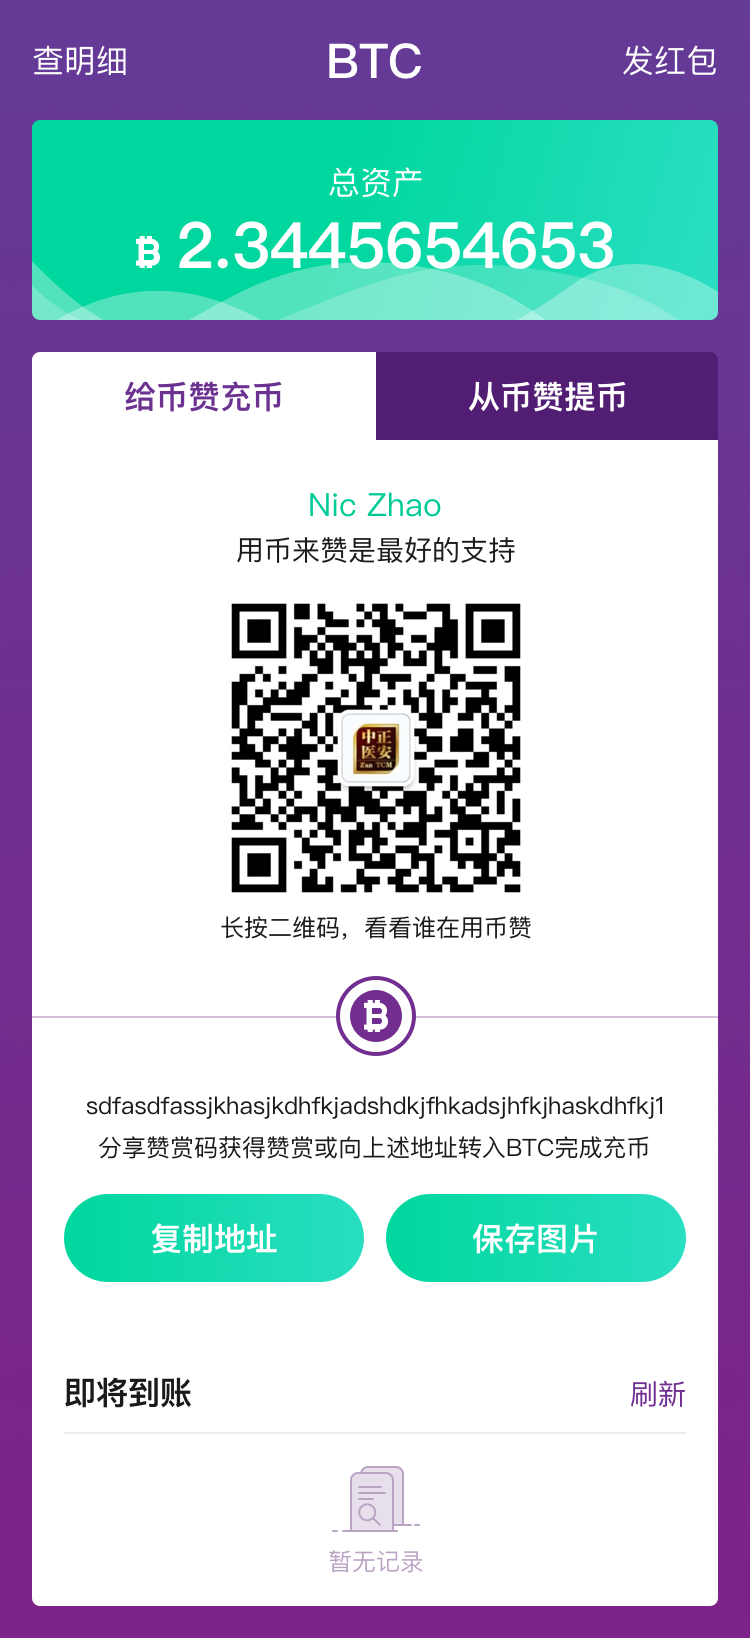 查明细 BTC 发红包
总资产
₿ 2.3445654653
给币赞充币 从币赞提币
Nic Zhao
用币来赞是最好的支持
中正
医安
Zan TCM
长按二维码，看看谁在用币赞
sdfasdfassjkhasjkdhfkjadshdkjfhkadsjhfkjhaskdhfkj1
分享赞赏码获得赞赏或向上述地址转入BTC完成充币
复制地址 保存图片
即将到账 刷新
暂无记录